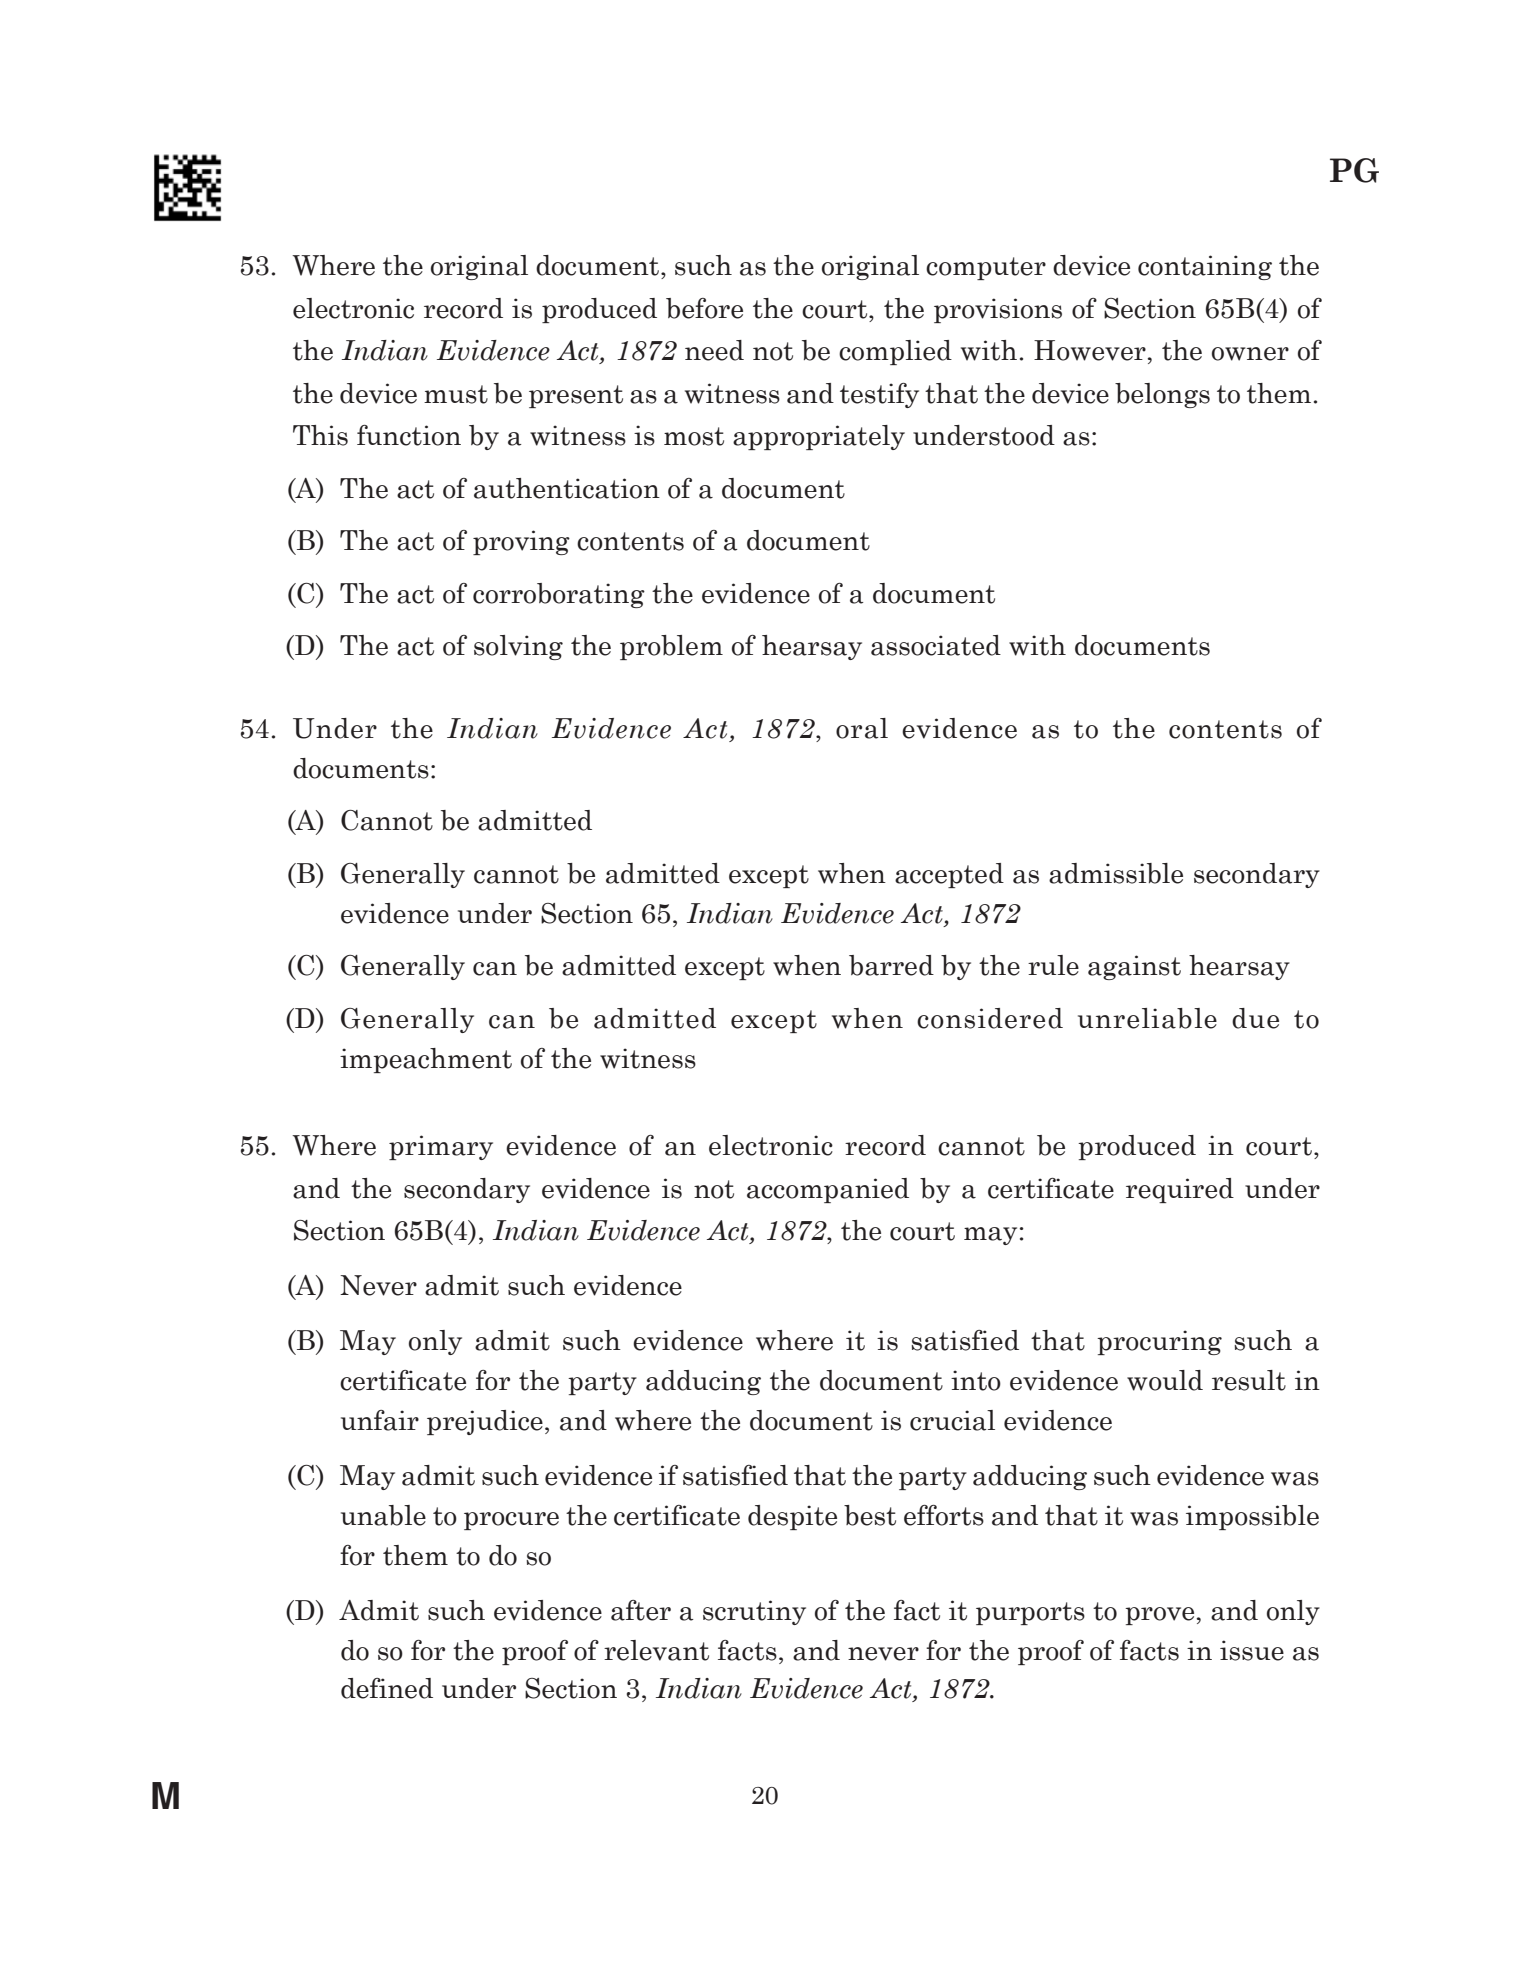 PG
53. Where the original document, such as the original computer device containing the
electronic record is produced before the court, the provisions of Section 65B(4) of
the Indian Evidence Act, 1872 need not be complied with. However, the owner of
the device must be present as a witness and testify that the device belongs to them.
This function by a witness is most appropriately understood as:
(A) The act of authentication of a document
(B) The act of proving contents of a document
(C) The act of corroborating the evidence of a document
(D) The act of solving the problem of hearsay associated with documents
54. Under the Indian Evidence Act, 1872, oral evidence as to the contents of
documents:
(A) Cannot be admitted
(B) Generally cannot be admitted except when accepted as admissible secondary
evidence under Section 65, Indian Evidence Act, 1872
(C) Generally can be admitted except when barred by the rule against hearsay
(D) Generally can be admitted except when considered unreliable due to
impeachment of the witness
55. Where primary evidence of an electronic record cannot be produced in court,
and the secondary evidence is not accompanied by a certificate required under
Section 65B(4), Indian Evidence Act, 1872, the court may:
(A) Never admit such evidence
(B) May only admit such evidence where it is satisfied that procuring such a
certificate for the party adducing the document into evidence would result in
unfair prejudice, and where the document is crucial evidence
(C) May admit such evidence if satisfied that the party adducing such evidence was
unable to procure the certificate despite best efforts and that it was impossible
for them to do so
(D) Admit such evidence after a scrutiny of the fact it purports to prove, and only
do so for the proof of relevant facts, and never for the proof of facts in issue as
defined under Section 3, Indian Evidence Act, 1872.
M
20